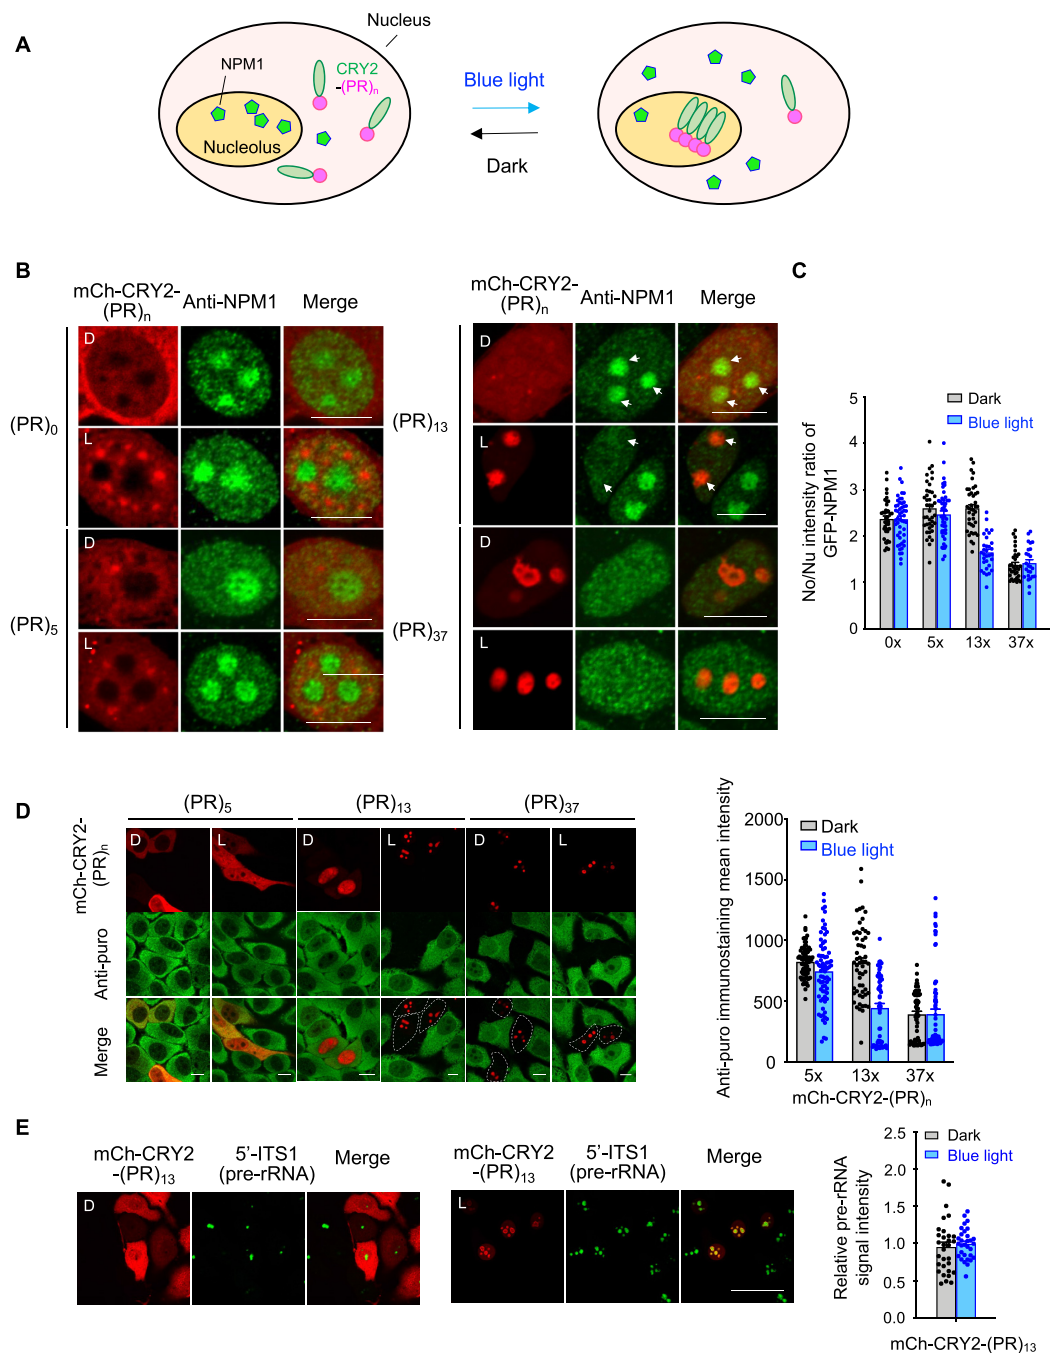 A
Nucleus
NPM1
CRY2
-(PR)n
Nucleolus
Blue light
Dark
B
mCh-CRY2-
(PR)n
Anti-NPM1
Merge
(PR)0
D
L
(PR)5
D
L
mCh-CRY2-
(PR)n
Anti-NPM1
Merge
(PR)13
D
L
(PR)37
D
L
C
No/Nu intensity ratio of
GFP-NPM1
5
4
3
2
1
0
Dark
Blue light
0x 5x 13x 37x
D
(PR)5 (PR)13 (PR)37
mCh-CRY2-
(PR)n
D L D L D L
Anti-puro
Merge
Anti-puro immunostaining mean intensity
2000
1500
1000
500
0
Dark
Blue light
5x 13x 37x
mCh-CRY2-(PR)n
E
mCh-CRY2
-(PR)13
5'-ITS1
(pre-rRNA)
Merge
D
mCh-CRY2
-(PR)13
5'-ITS1
(pre-rRNA)
Merge
L
Relative pre-rRNA
signal intensity
2.5
2.0
1.5
1.0
0.5
0.0
Dark
Blue light
mCh-CRY2-(PR)13